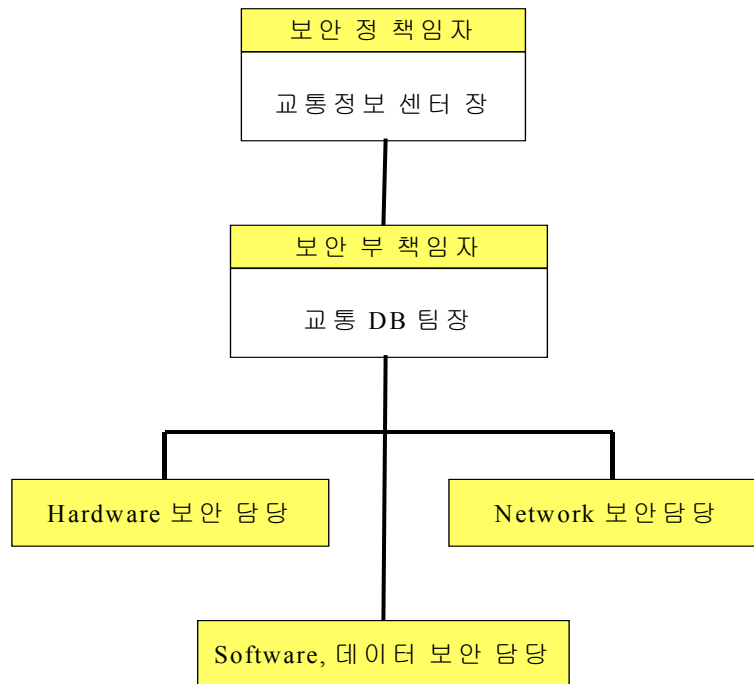 보안 정 책임자
교통정보 센터 장
보안 부 책임자
교통 DB 팀장
Hardware 보안 담당
Network 보안담당
Software, 데이터 보안 담당